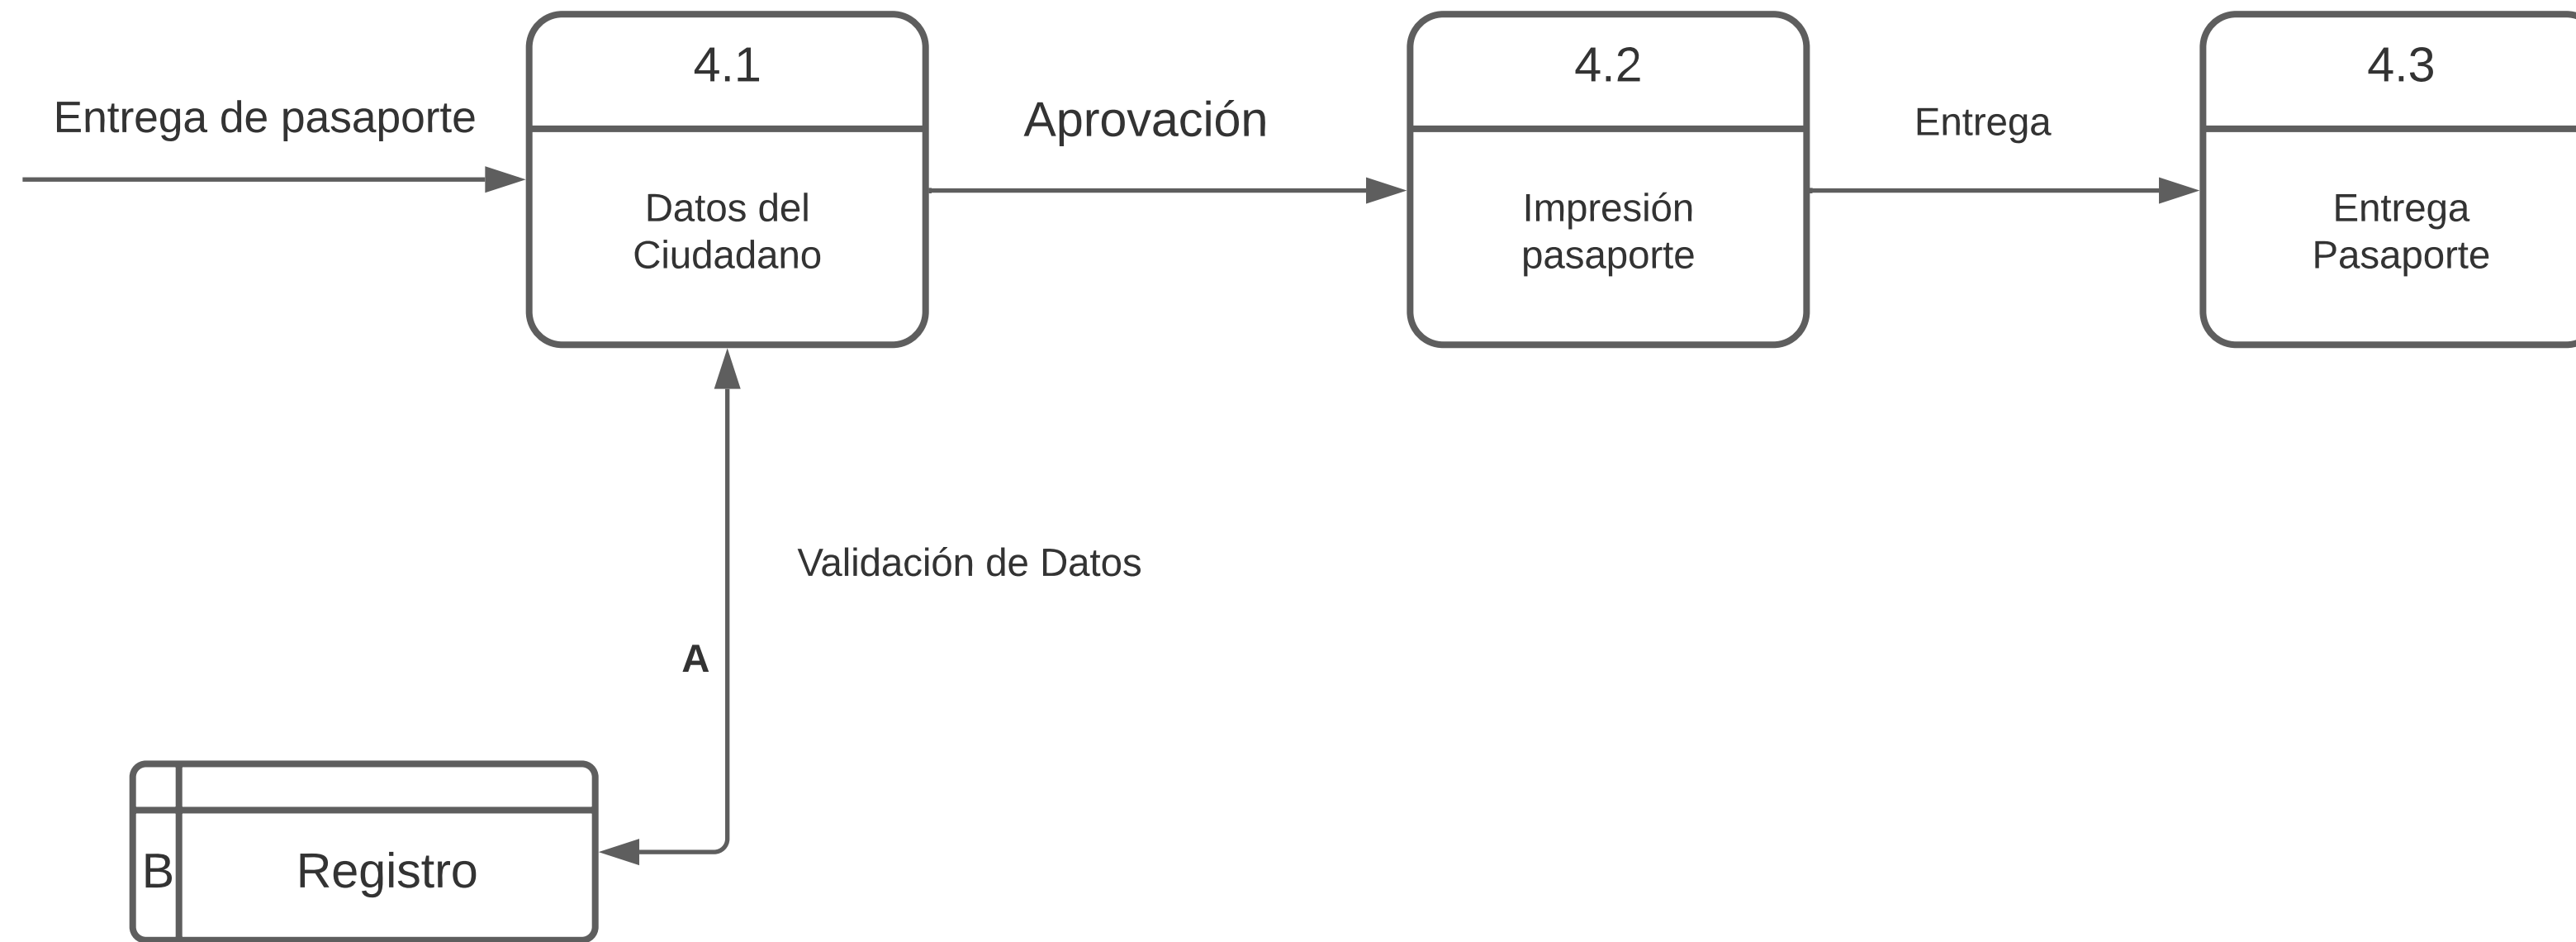 4.1
4.2
4.3
Entrega de pasaporte
Aprovación
Entrega
Datos del
Ciudadano
Impresión
pasaporte
Entrega
Pasaporte
Validación de Datos
A
B
Registro